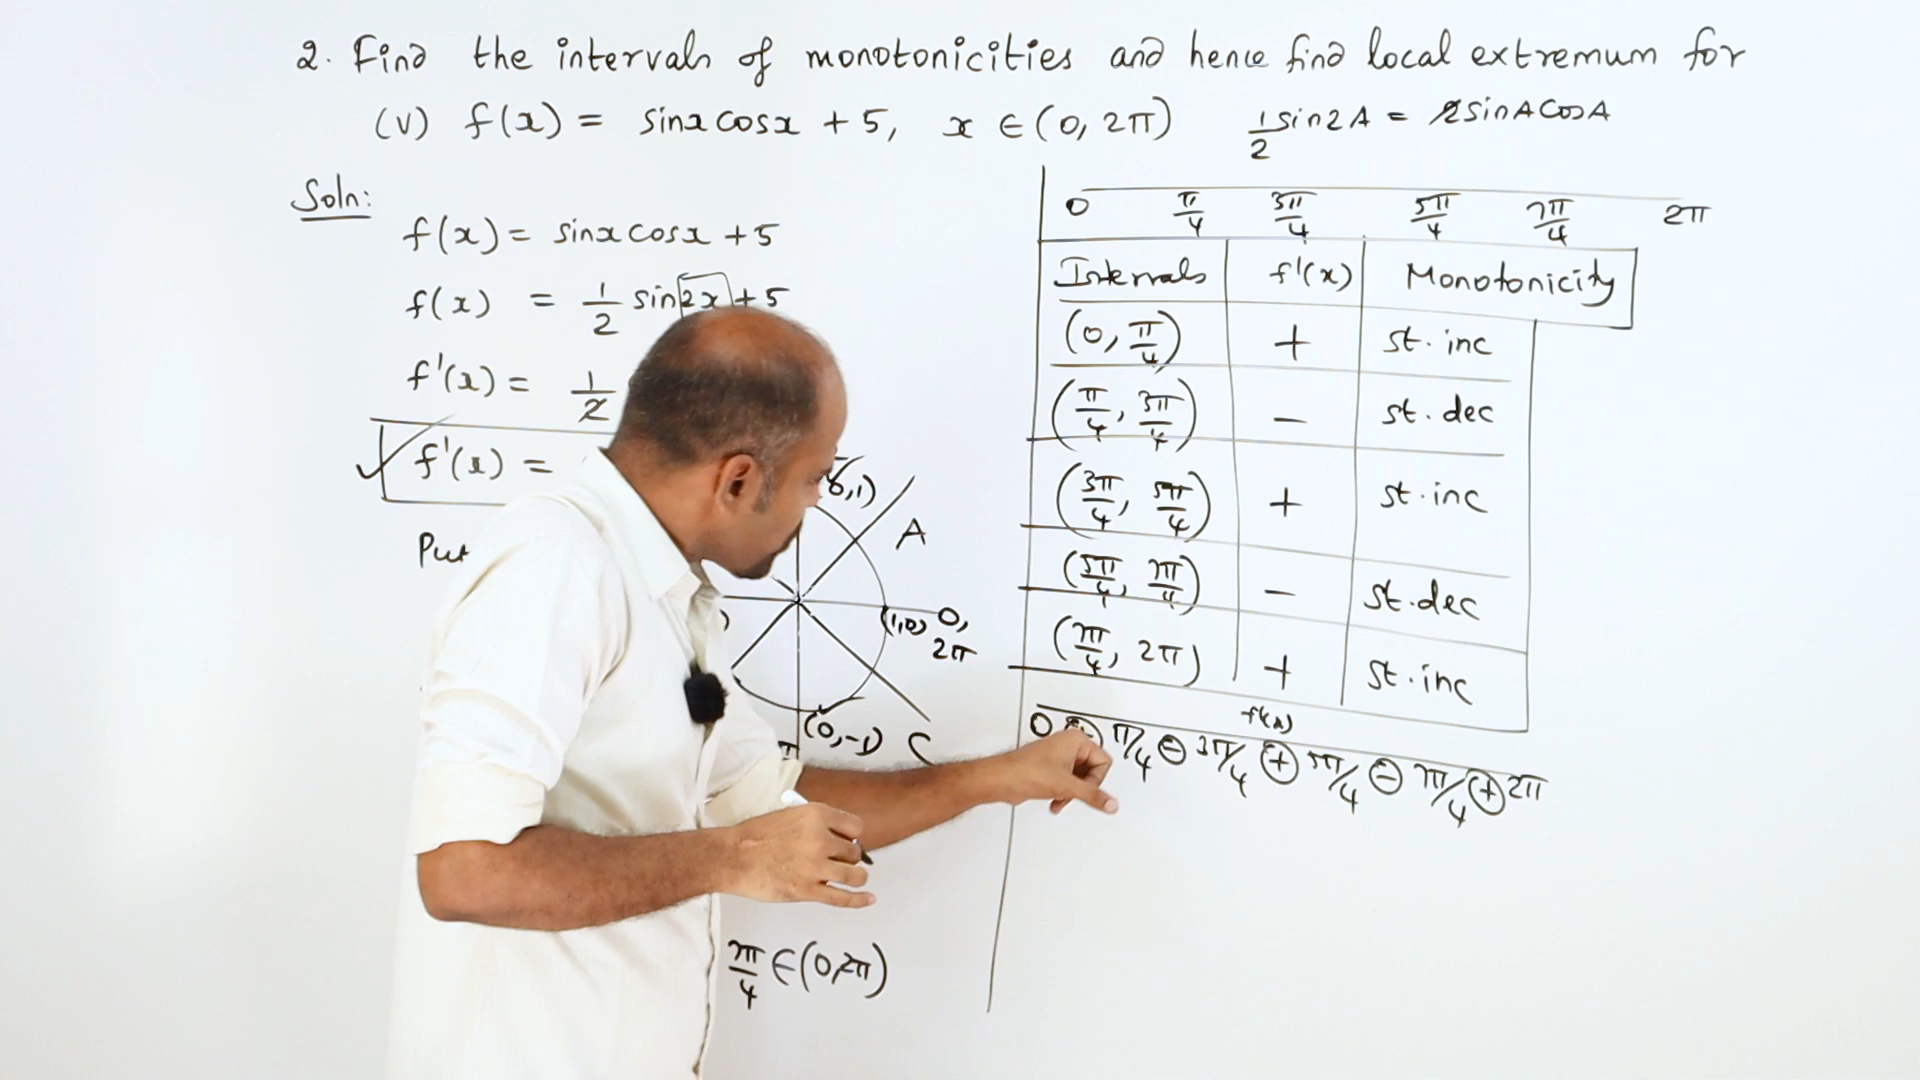 2. Find the intervals of monotonicities and hence find local extremum for
(v) f(x) = sinx cosx + 5, x ∈ (0, 2π)
1/2 sin2A = 2sinA cosA
Soln:
f(x) = sinx cosx + 5
f(x) = 1/2 sin2x + 5
f'(x) = 1/2
f'(x) =
Put
,1)
A
(1,0) 0,
2π
(0,-1) C
7π/4 ∈ (0,2π)
0 π/4 3π/4 5π/4 7π/4 2π
Intervals f'(x) Monotonicity
(0, π/4) + st. inc
(π/4, 3π/4) − st. dec
(3π/4, 5π/4) + st. inc
(5π/4, 7π/4) − st. dec
(7π/4, 2π) + st. inc
f'(x)
0 π/4 − 3π/4 + 5π/4 − 7π/4 + 2π